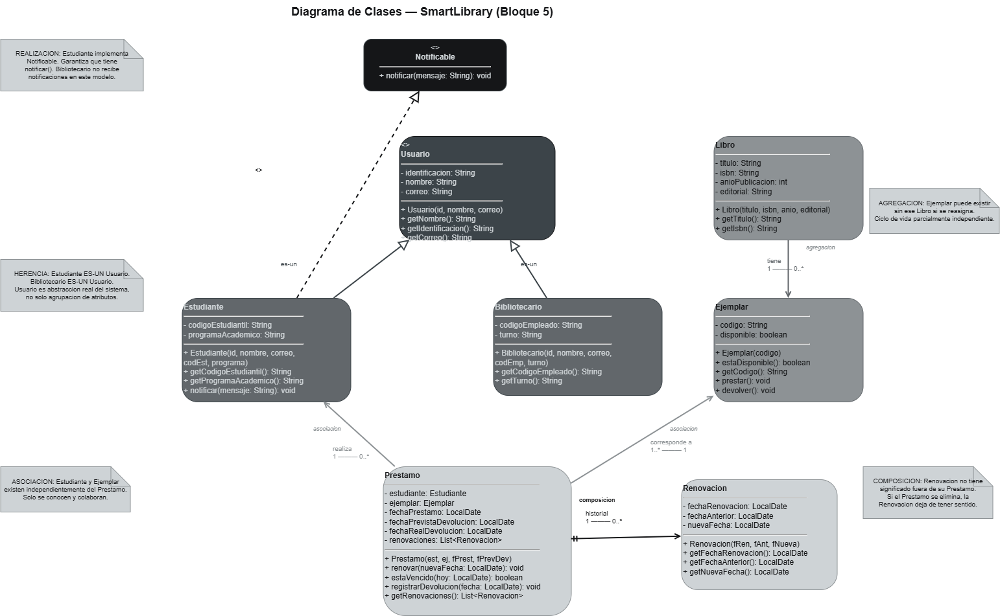 Diagrama de Clases — SmartLibrary (Bloque 5)
REALIZACION: Estudiante implementa
Notificable. Garantiza que tiene
notificar(). Bibliotecario no recibe
notificaciones en este modelo.
<>
Notificable
+ notificar(mensaje: String): void
<>
<>
Usuario
- identificacion: String
- nombre: String
- correo: String
+ Usuario(id, nombre, correo)
+ getNombre(): String
+ getIdentificacion(): String
+ getCorreo(): String
Libro
- titulo: String
- isbn: String
- anioPublicacion: int
- editorial: String
+ Libro(titulo, isbn, anio, editorial)
+ getTitulo(): String
+ getIsbn(): String
AGREGACION: Ejemplar puede existir
sin ese Libro si se reasigna.
Ciclo de vida parcialmente independiente.
agregacion
tiene
1 ——— 0..*
es-un
es-un
HERENCIA: Estudiante ES-UN Usuario.
Bibliotecario ES-UN Usuario.
Usuario es abstraccion real del sistema,
no solo agrupacion de atributos.
Estudiante
- codigoEstudiantil: String
- programaAcademico: String
+ Estudiante(id, nombre, correo,
codEst, programa)
+ getCodigoEstudiantil(): String
+ getProgramaAcademico(): String
+ notificar(mensaje: String): void
Bibliotecario
- codigoEmpleado: String
- turno: String
+ Bibliotecario(id, nombre, correo,
codEmp, turno)
+ getCodigoEmpleado(): String
+ getTurno(): String
Ejemplar
- codigo: String
- disponible: boolean
+ Ejemplar(codigo)
+ estaDisponible(): boolean
+ getCodigo(): String
+ prestar(): void
+ devolver(): void
asociacion
realiza
1 ——— 0..*
asociacion
corresponde a
1..* ——— 1
ASOCIACION: Estudiante y Ejemplar
existen independientemente del Prestamo.
Solo se conocen y colaboran.
Prestamo
- estudiante: Estudiante
- ejemplar: Ejemplar
- fechaPrestamo: LocalDate
- fechaPrevistaDevolucion: LocalDate
- fechaRealDevolucion: LocalDate
- renovaciones: List<Renovacion>
+ Prestamo(est, ej, fPrest, fPrevDev)
+ renovar(nuevaFecha: LocalDate): void
+ estaVencido(hoy: LocalDate): boolean
+ registrarDevolucion(fecha: LocalDate): void
+ getRenovaciones(): List<Renovacion>
composicion
historial
1 ——— 0..*
Renovacion
- fechaRenovacion: LocalDate
- fechaAnterior: LocalDate
- nuevaFecha: LocalDate
+ Renovacion(fRen, fAnt, fNueva)
+ getFechaRenovacion(): LocalDate
+ getFechaAnterior(): LocalDate
+ getNuevaFecha(): LocalDate
COMPOSICION: Renovacion no tiene
significado fuera de su Prestamo.
Si el Prestamo se elimina, la
Renovacion deja de tener sentido.